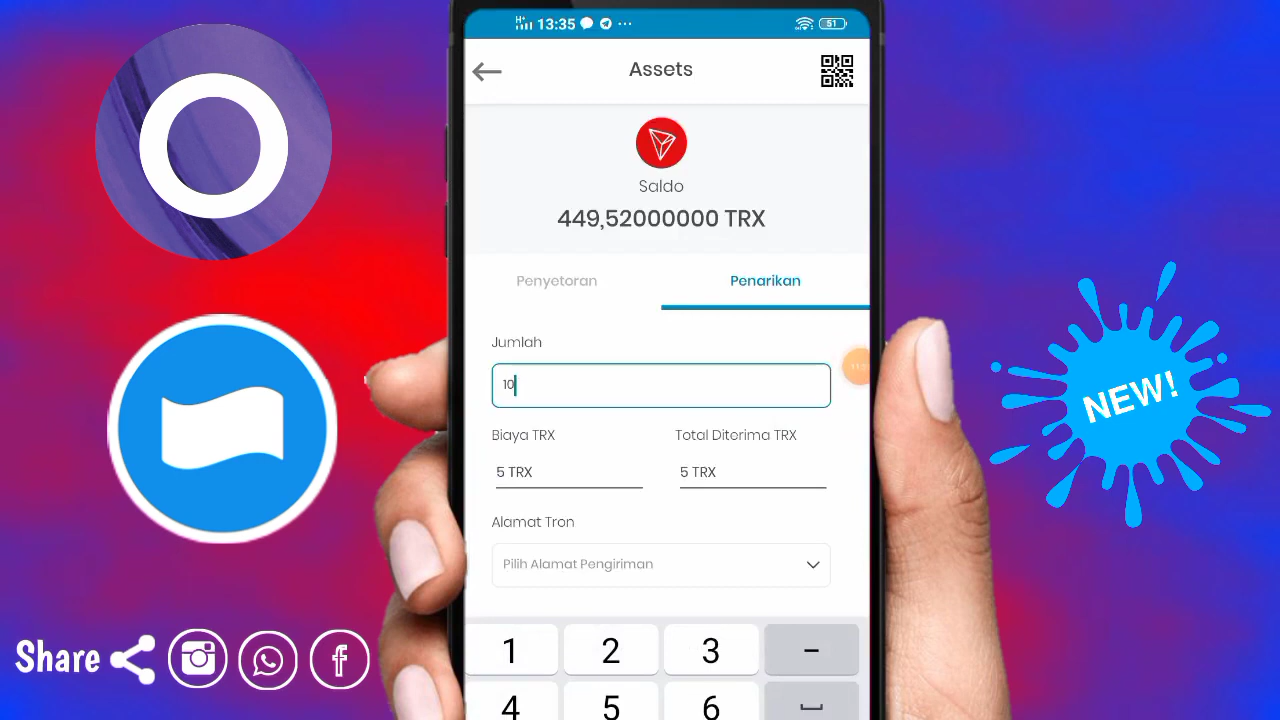 H+ 13:35 ...
51
Assets
Saldo
449,52000000 TRX
Penyetoran Penarikan
Jumlah
10
Biaya TRX Total Diterima TRX
5 TRX 5 TRX
Alamat Tron
Pilih Alamat Pengiriman
1 2 3 -
4 5 6
NEW!
Share